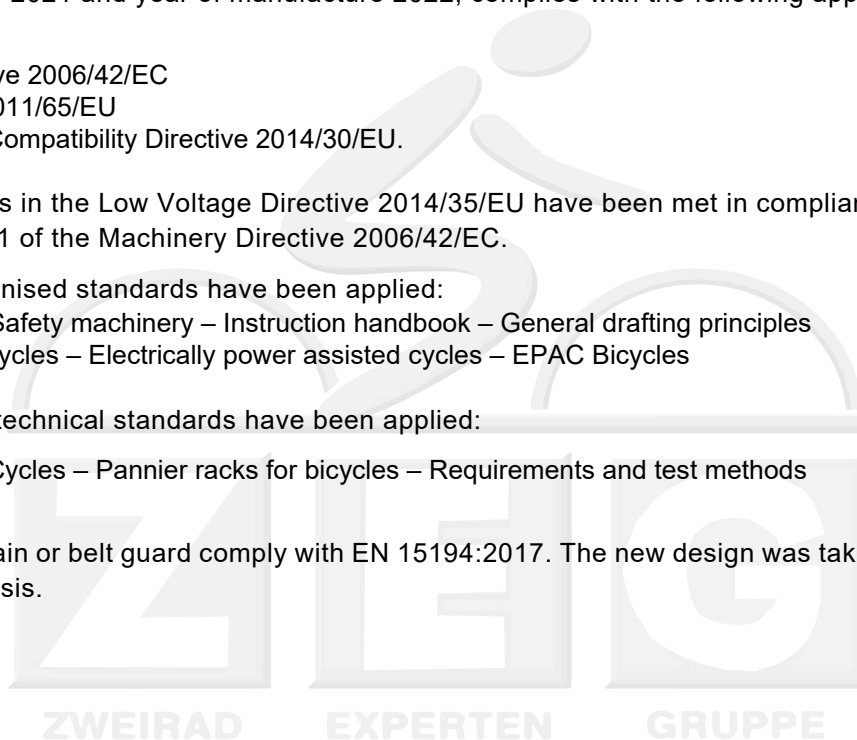 2021 and year of manufacture 2022, complies with the following app
ve 2006/42/EC
011/65/EU
Compatibility Directive 2014/30/EU.
s in the Low Voltage Directive 2014/35/EU have been met in complian
1 of the Machinery Directive 2006/42/EC.
nised standards have been applied:
Safety machinery – Instruction handbook – General drafting principles
ycles – Electrically power assisted cycles – EPAC Bicycles
technical standards have been applied:
Cycles – Pannier racks for bicycles – Requirements and test methods
ain or belt guard comply with EN 15194:2017. The new design was tak
sis.
ZEG
ZWEIRAD EXPERTEN GRUPPE